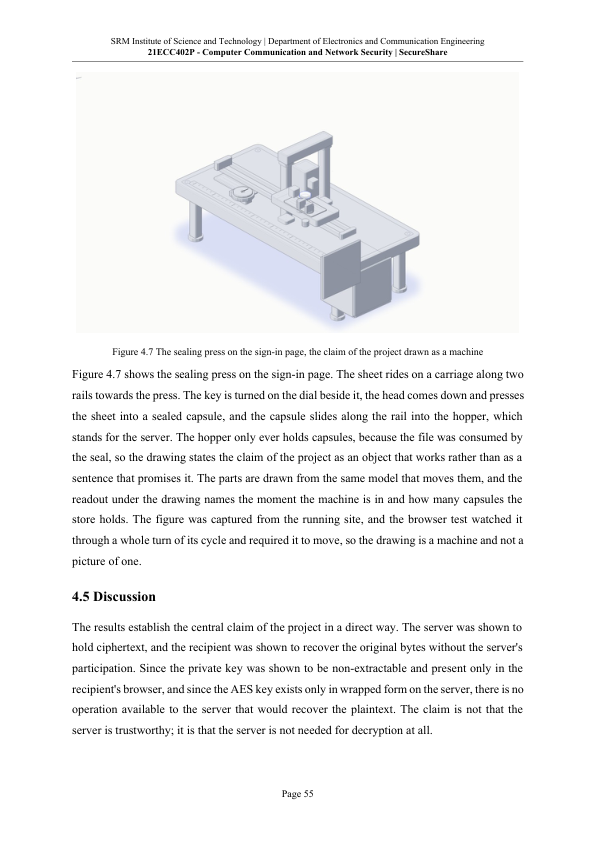 SRM Institute of Science and Technology | Department of Electronics and Communication Engineering
21ECC402P - Computer Communication and Network Security | SecureShare
Figure 4.7 The sealing press on the sign-in page, the claim of the project drawn as a machine
Figure 4.7 shows the sealing press on the sign-in page. The sheet rides on a carriage along two
rails towards the press. The key is turned on the dial beside it, the head comes down and presses
the sheet into a sealed capsule, and the capsule slides along the rail into the hopper, which
stands for the server. The hopper only ever holds capsules, because the file was consumed by
the seal, so the drawing states the claim of the project as an object that works rather than as a
sentence that promises it. The parts are drawn from the same model that moves them, and the
readout under the drawing names the moment the machine is in and how many capsules the
store holds. The figure was captured from the running site, and the browser test watched it
through a whole turn of its cycle and required it to move, so the drawing is a machine and not a
picture of one.
4.5 Discussion
The results establish the central claim of the project in a direct way. The server was shown to
hold ciphertext, and the recipient was shown to recover the original bytes without the server's
participation. Since the private key was shown to be non-extractable and present only in the
recipient's browser, and since the AES key exists only in wrapped form on the server, there is no
operation available to the server that would recover the plaintext. The claim is not that the
server is trustworthy; it is that the server is not needed for decryption at all.
Page 55